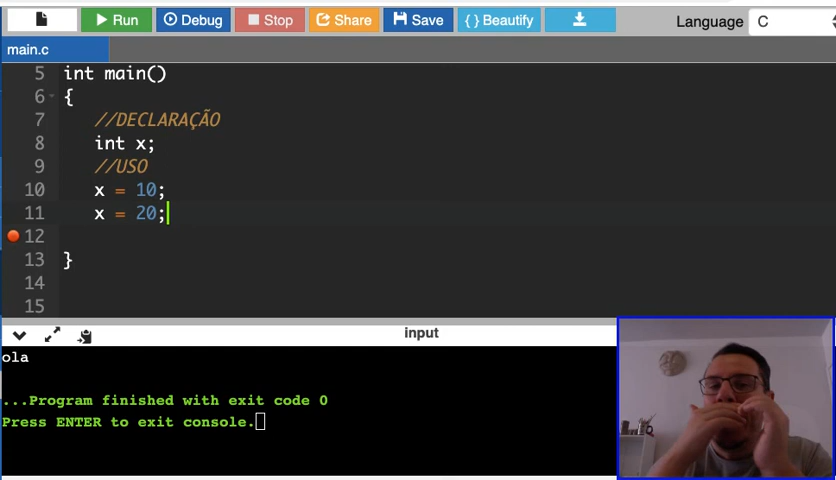 Run Debug Stop Share Save { } Beautify Language C
main.c
5 int main()
6 {
7 //DECLARAÇÃO
8 int x;
9 //USO
10 x = 10;
11 x = 20;
12
13 }
14
15
input
ola
...Program finished with exit code 0
Press ENTER to exit console.